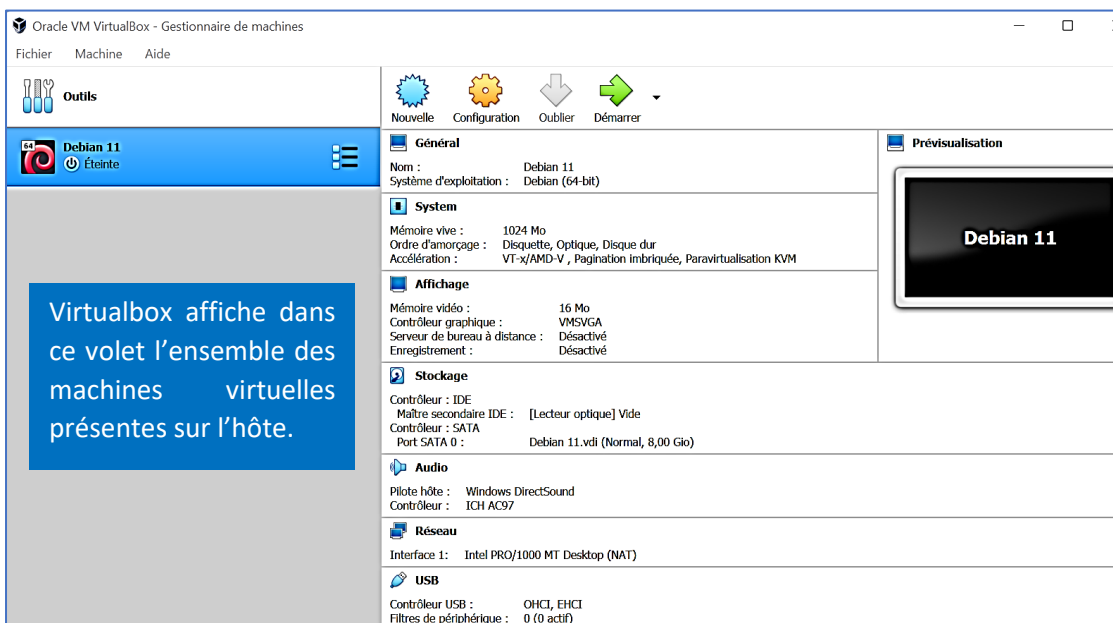 Oracle VM VirtualBox - Gestionnaire de machines
Fichier Machine Aide
Outils
Nouvelle Configuration Oublier Démarrer
64 Debian 11
Éteinte
Général
Nom : Debian 11
Système d'exploitation : Debian (64-bit)
Prévisualisation
Debian 11
System
Mémoire vive : 1024 Mo
Ordre d'amorçage : Disquette, Optique, Disque dur
Accélération : VT-x/AMD-V , Pagination imbriquée, Paravirtualisation KVM
Affichage
Mémoire vidéo : 16 Mo
Contrôleur graphique : VMSVGA
Serveur de bureau à distance : Désactivé
Enregistrement : Désactivé
Virtualbox affiche dans
ce volet l’ensemble des
machines virtuelles
présentes sur l’hôte.
Stockage
Contrôleur : IDE
Maître secondaire IDE : [Lecteur optique] Vide
Contrôleur : SATA
Port SATA 0 : Debian 11.vdi (Normal, 8,00 Gio)
Audio
Pilote hôte : Windows DirectSound
Contrôleur : ICH AC97
Réseau
Interface 1: Intel PRO/1000 MT Desktop (NAT)
USB
Contrôleur USB : OHCI, EHCI
Filtres de périphérique : 0 (0 actif)